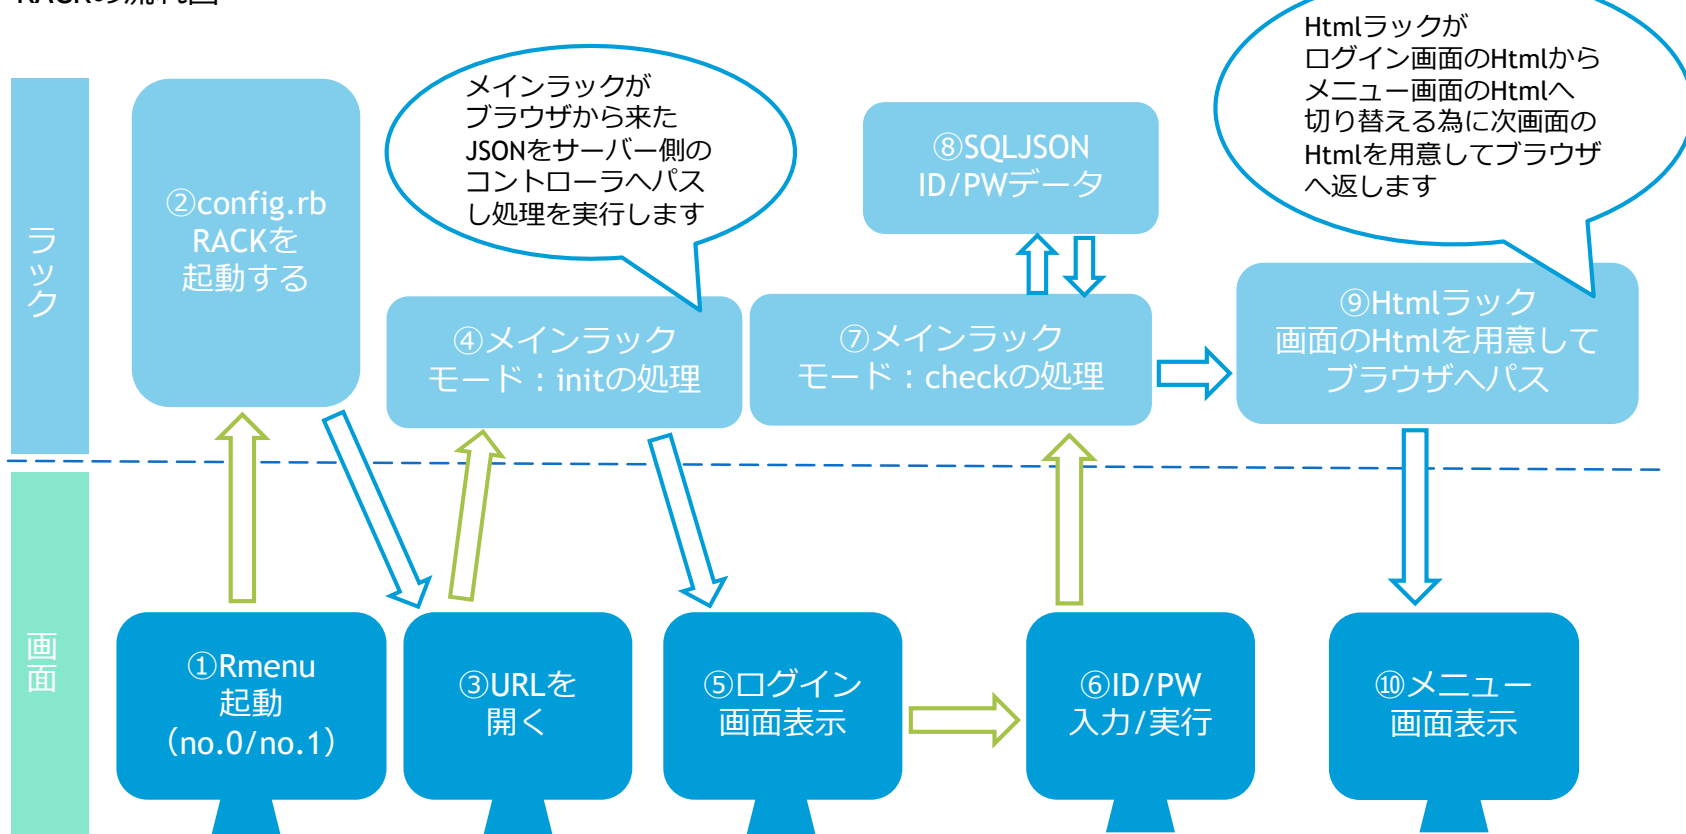 RACKの流れ図
ラック
画面
①Rmenu
起動
（no.0/no.1）
②config.rb
RACKを
起動する
③URLを
開く
メインラックが
ブラウザから来た
JSONをサーバー側の
コントローラへパス
し処理を実行します
④メインラック
モード：initの処理
⑤ログイン
画面表示
⑥ID/PW
入力/実行
⑦メインラック
モード：checkの処理
⑧SQLJSON
ID/PWデータ
Htmlラックが
ログイン画面のHtmlから
メニュー画面のHtmlへ
切り替える為に次画面の
Htmlを用意してブラウザ
へ返します
⑨Htmlラック
画面のHtmlを用意して
ブラウザへパス
⑩メニュー
画面表示